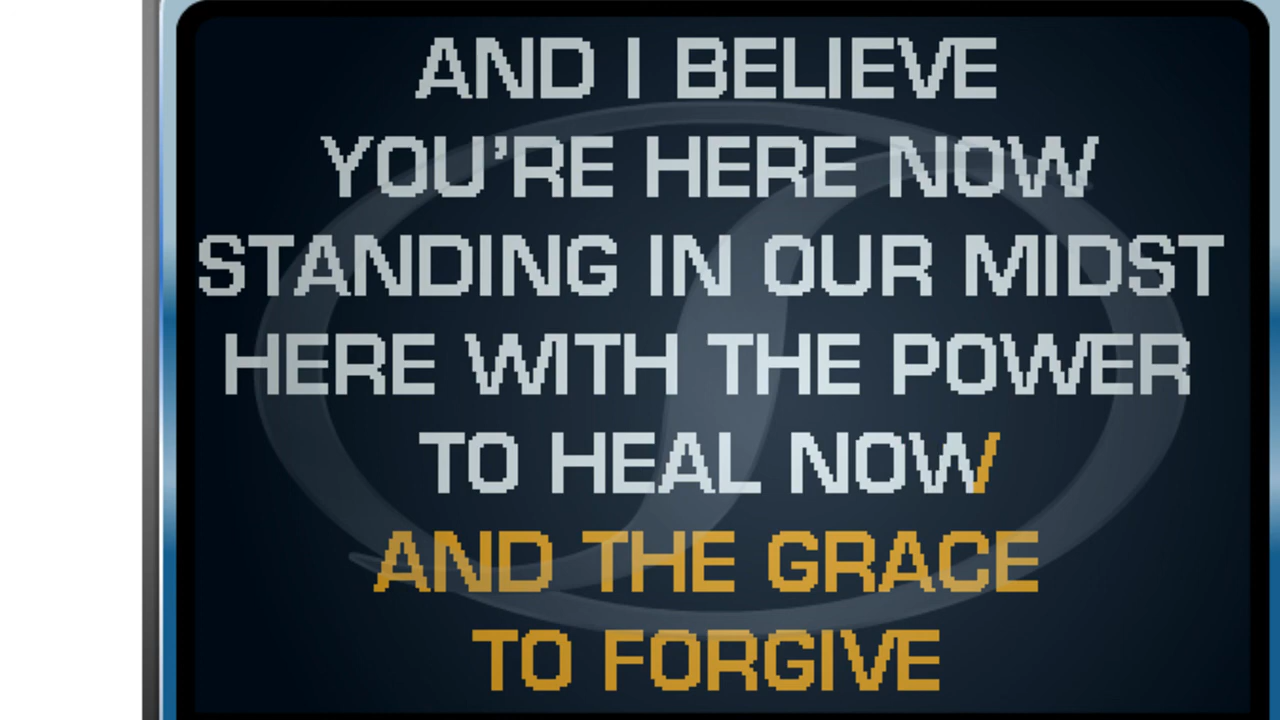 AND I BELIEVE
YOU'RE HERE NOW
STANDING IN OUR MIDST
HERE WITH THE POWER
TO HEAL NOW
AND THE GRACE
TO FORGIVE